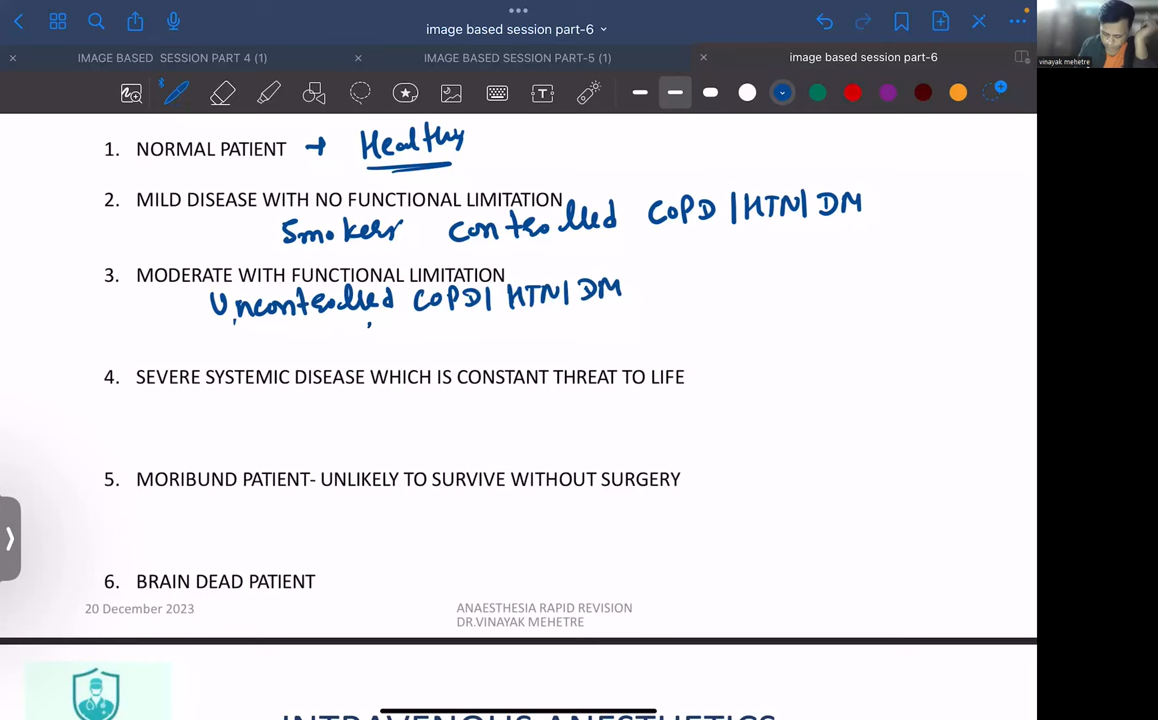 image based session part-6
IMAGE BASED SESSION PART 4 (1)
IMAGE BASED SESSION PART-5 (1)
image based session part-6
vinayak mehetre
1. NORMAL PATIENT → Healthy
2. MILD DISEASE WITH NO FUNCTIONAL LIMITATION
Smoker controlled COPD | HTN | DM
3. MODERATE WITH FUNCTIONAL LIMITATION
Uncontrolled COPD | HTN | DM
4. SEVERE SYSTEMIC DISEASE WHICH IS CONSTANT THREAT TO LIFE
5. MORIBUND PATIENT- UNLIKELY TO SURVIVE WITHOUT SURGERY
6. BRAIN DEAD PATIENT
20 December 2023
ANAESTHESIA RAPID REVISION
DR.VINAYAK MEHETRE
INTRAVENOUS ANESTHETICS